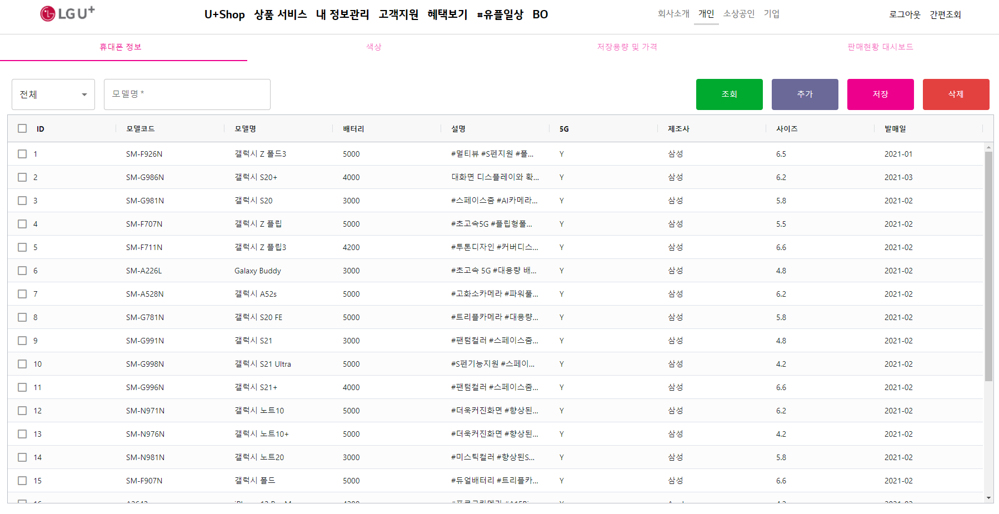 LG U+
U+Shop 상품 서비스 내 정보관리 고객지원 혜택보기 #유플일상 BO
회사소개 개인 소상공인 기업
로그아웃 간편조회
휴대폰 정보 색상 저장용량 및 가격 판매현황 대시보드
전체 모델명 * 조회 추가 저장 삭제
ID 모델코드 모델명 배터리 설명 5G 제조사 사이즈 발매일
1 SM-F926N 갤럭시 Z 폴드3 5000 #멀티뷰 #S펜지원 #폴... Y 삼성 6.5 2021-01
2 SM-G986N 갤럭시 S20+ 4000 대화면 디스플레이와 확... Y 삼성 6.2 2021-03
3 SM-G981N 갤럭시 S20 3000 #스페이스줌 #AI카메라... Y 삼성 5.8 2021-02
4 SM-F707N 갤럭시 Z 플립 5000 #초고속5G #플립형폴... Y 삼성 5.5 2021-02
5 SM-F711N 갤럭시 Z 플립3 4200 #투톤디자인 #커버디스... Y 삼성 6.6 2021-02
6 SM-A226L Galaxy Buddy 3000 #초고속 5G #대용량 배... Y 삼성 4.8 2021-02
7 SM-A528N 갤럭시 A52s 5000 #고화소카메라 #파워풀... Y 삼성 6.2 2021-02
8 SM-G781N 갤럭시 S20 FE 5000 #트리플카메라 #대용량... Y 삼성 5.8 2021-02
9 SM-G991N 갤럭시 S21 3000 #팬텀컬러 #스페이스줌... Y 삼성 4.8 2021-02
10 SM-G998N 갤럭시 S21 Ultra 5000 #S펜기능지원 #스페이... Y 삼성 4.2 2021-02
11 SM-G996N 갤럭시 S21+ 4000 #팬텀컬러 #스페이스줌... Y 삼성 6.6 2021-02
12 SM-N971N 갤럭시 노트10 5000 #더욱커진화면 #향상된... Y 삼성 6.2 2021-02
13 SM-N976N 갤럭시 노트10+ 5000 #더욱커진화면 #향상된... Y 삼성 4.2 2021-02
14 SM-N981N 갤럭시 노트20 3000 #미스틱컬러 #향상된S... Y 삼성 5.8 2021-02
15 SM-F907N 갤럭시 폴드 5000 #듀얼배터리 #트리플카... Y 삼성 6.6 2021-02